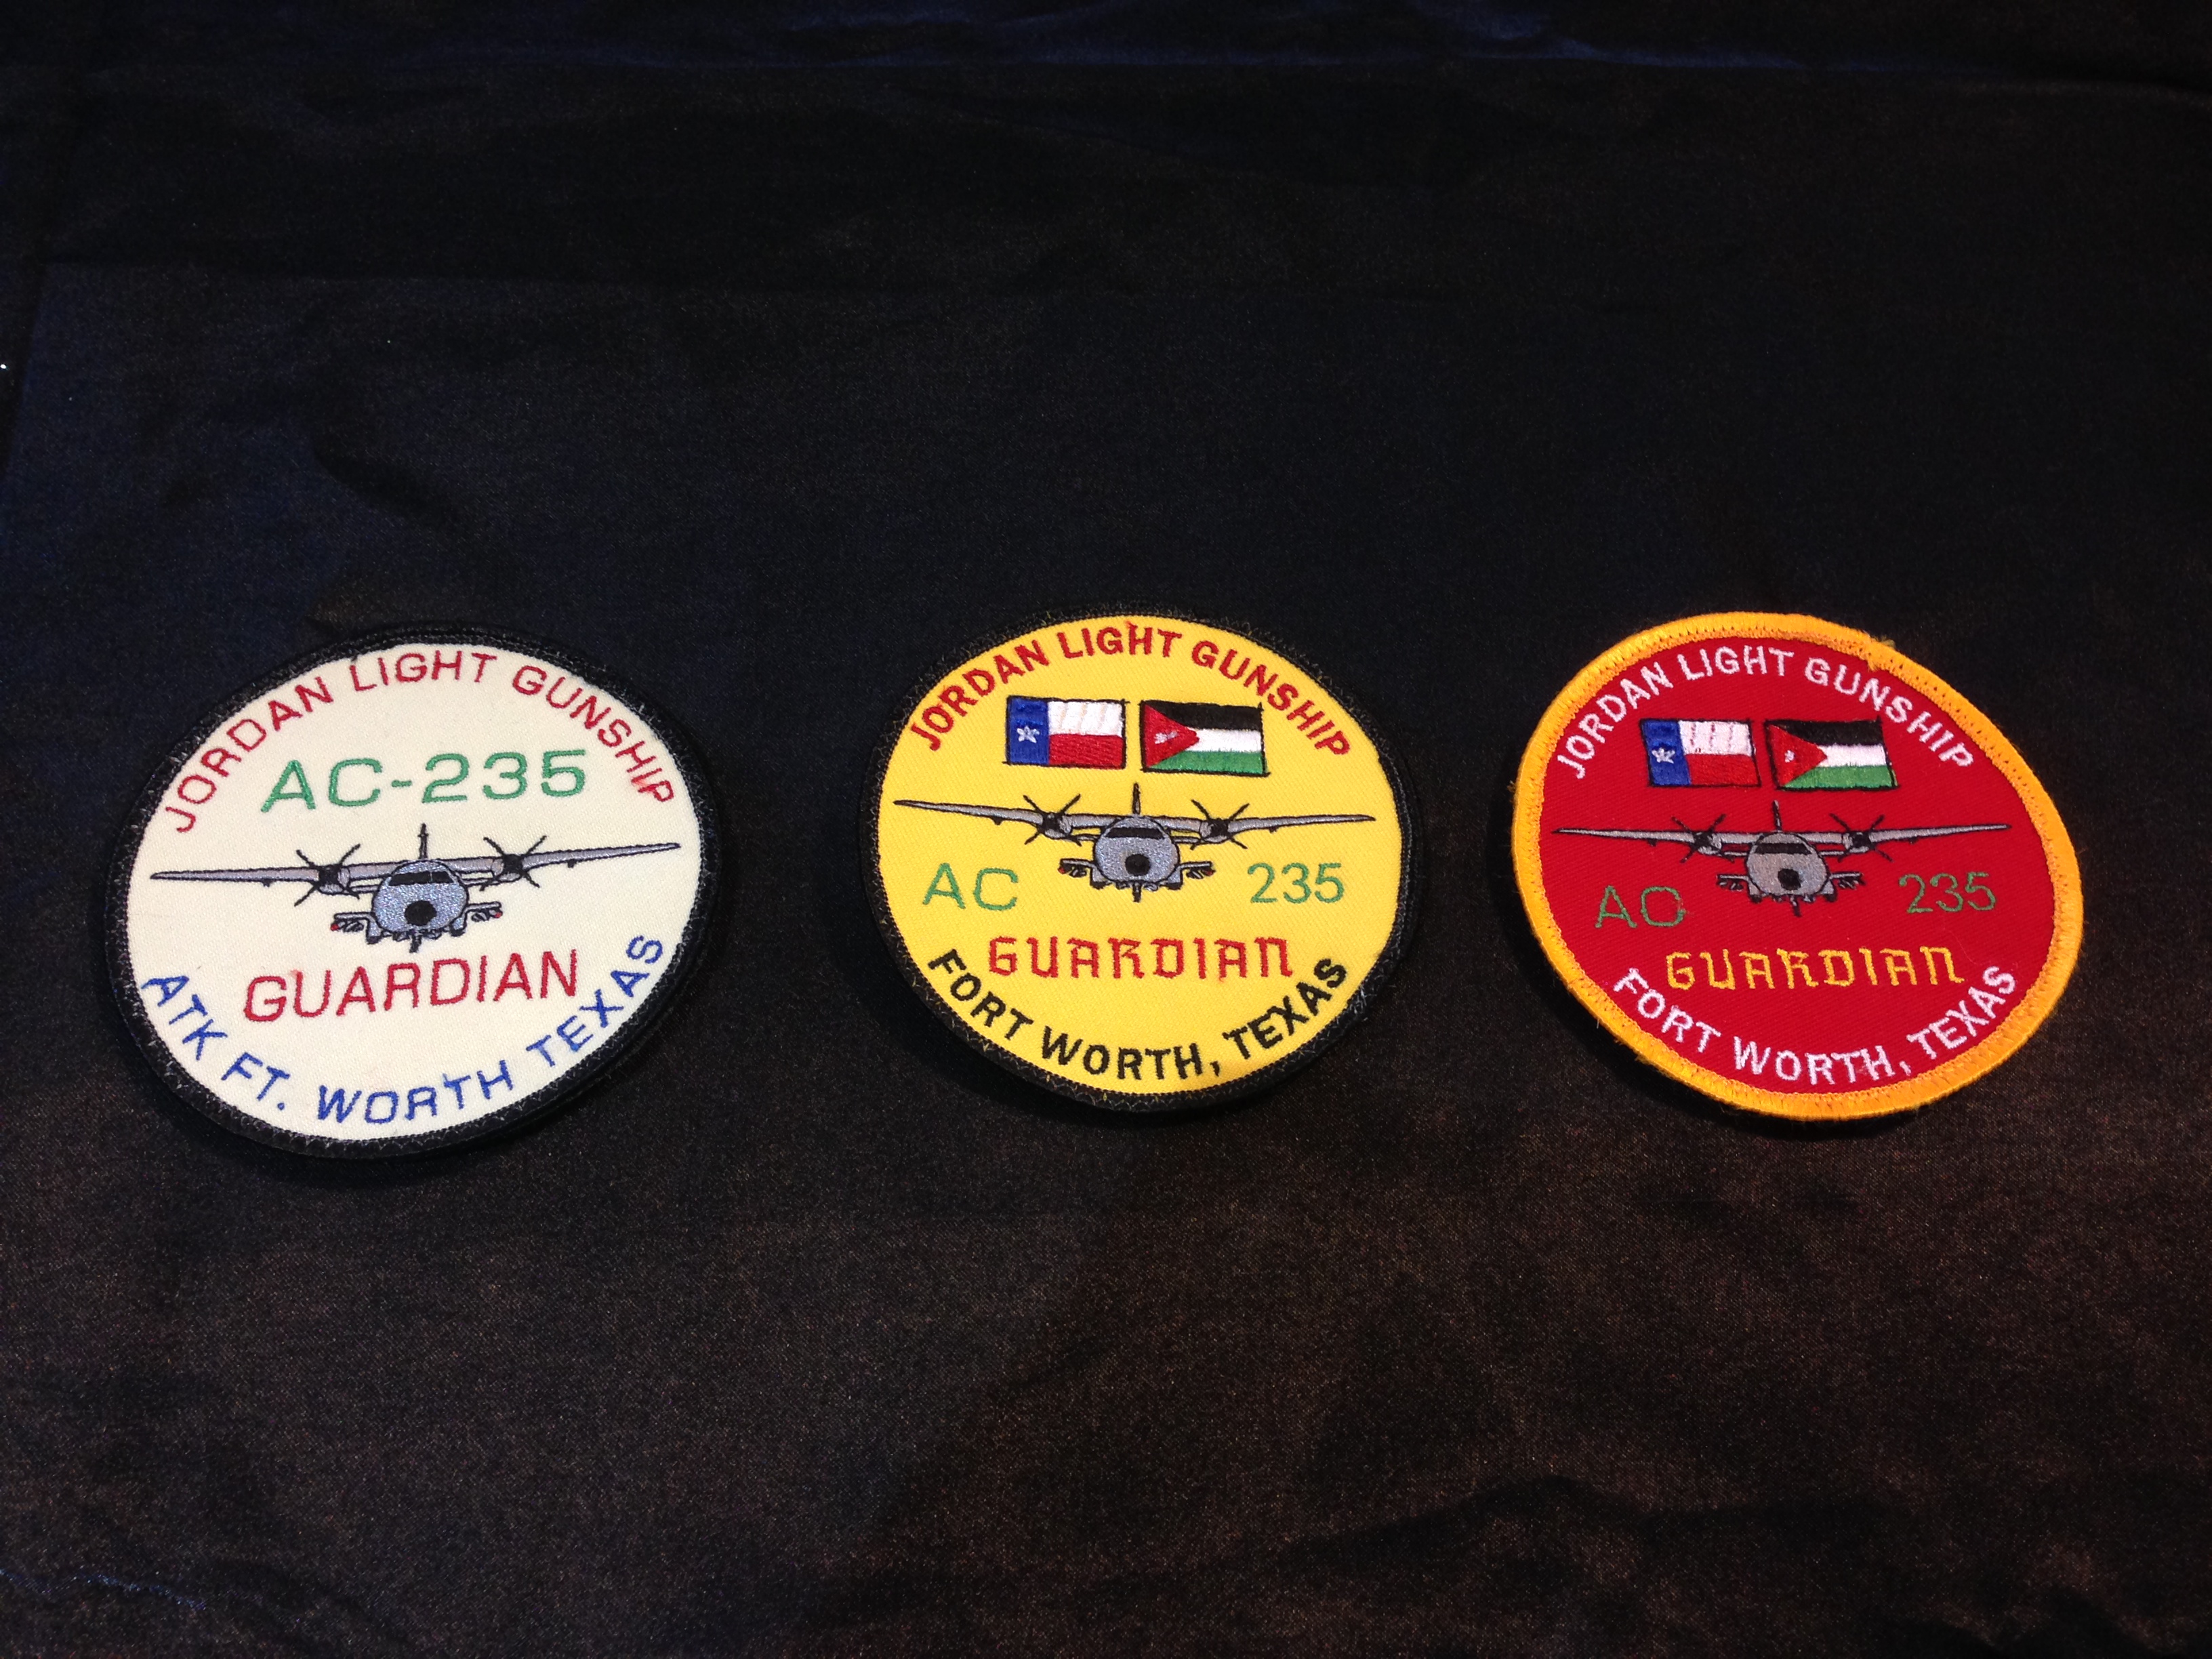 JORDAN LIGHT GUNSHIP
AC-235
GUARDIAN
ATK FT. WORTH TEXAS
JORDAN LIGHT GUNSHIP
AC 235
GUARDIAN
FORT WORTH, TEXAS
JORDAN LIGHT GUNSHIP
AC 235
GUARDIAN
FORT WORTH, TEXAS